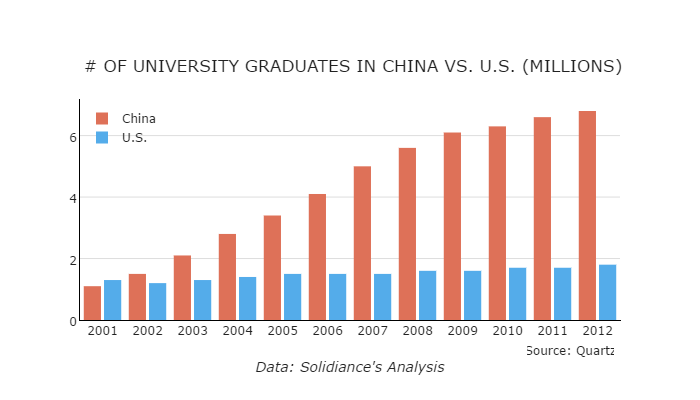 # OF UNIVERSITY GRADUATES IN CHINA VS. U.S. (MILLIONS)
China
U.S.
6
4
2
0
2001 2002 2003 2004 2005 2006 2007 2008 2009 2010 2011 2012
Source: Quartz
Data: Solidiance's Analysis